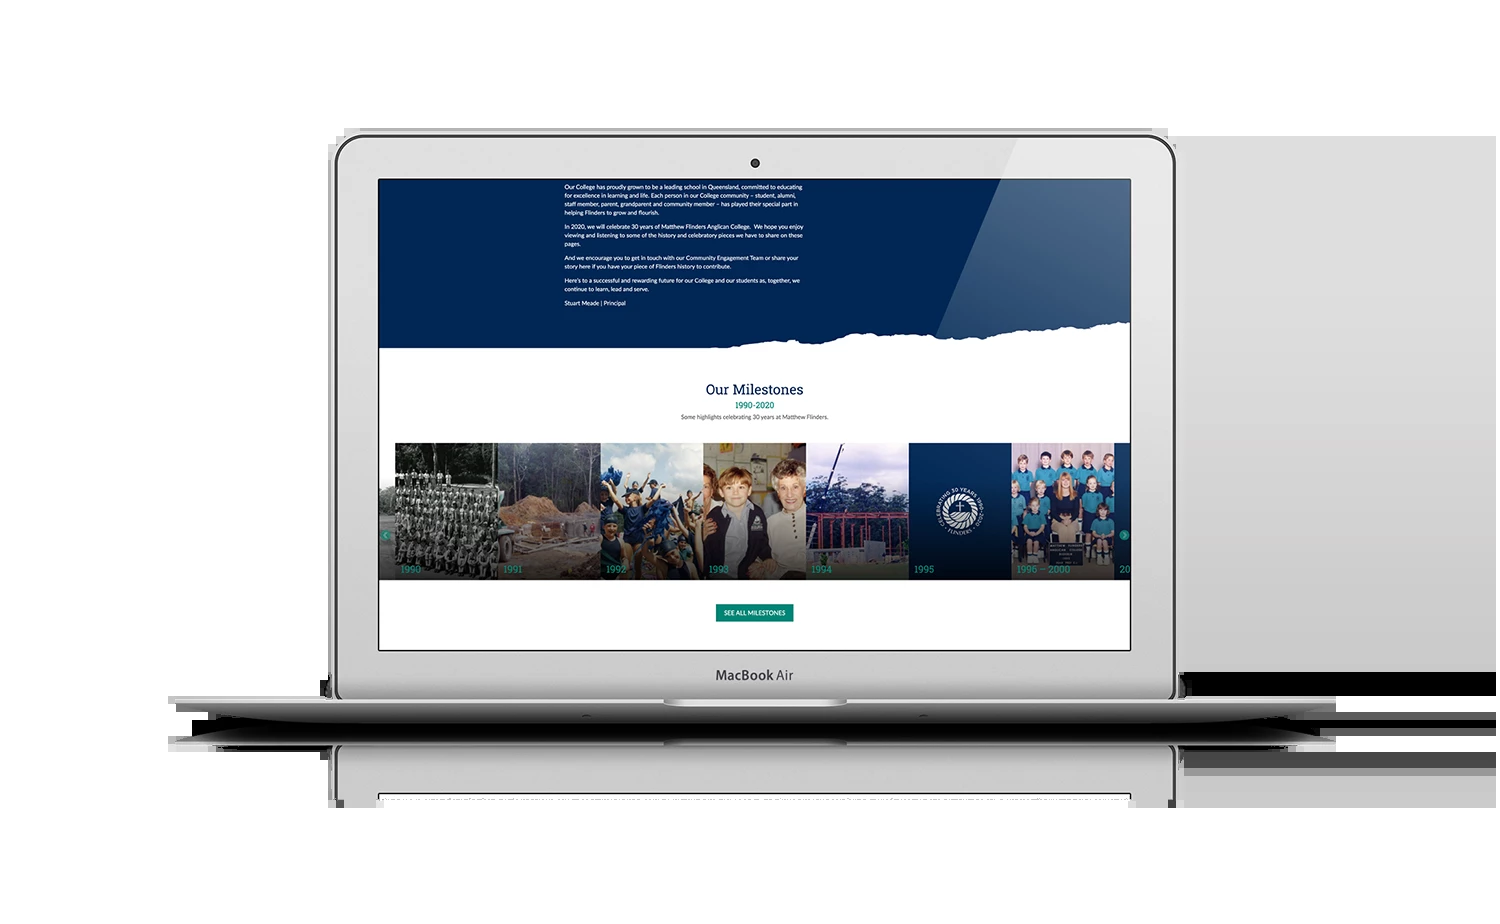 Our College has proudly grown to be a leading school in Queensland, committed to educating
for excellence in learning and life. Each person in our College community – student, alumni,
staff member, parent, grandparent and community member – has played their special part in
helping Flinders to grow and flourish.
In 2020, we will celebrate 30 years of Matthew Flinders Anglican College. We hope you enjoy
viewing and listening to some of the history and celebratory pieces we have to share on these
pages.
And we encourage you to get in touch with our Community Engagement Team or share your
story here if you have your piece of Flinders history to contribute.
Here's to a successful and rewarding future for our College and our students as, together, we
continue to learn, lead and serve.
Stuart Meade | Principal
Our Milestones
1990-2020
Some highlights celebrating 30 years at Matthew Flinders.
CELEBRATING 30 YEARS 1990-2020
FLINDERS
1990 1991 1992 1993 1994 1995 1996 – 2000 20
SEE ALL MILESTONES
MacBook Air